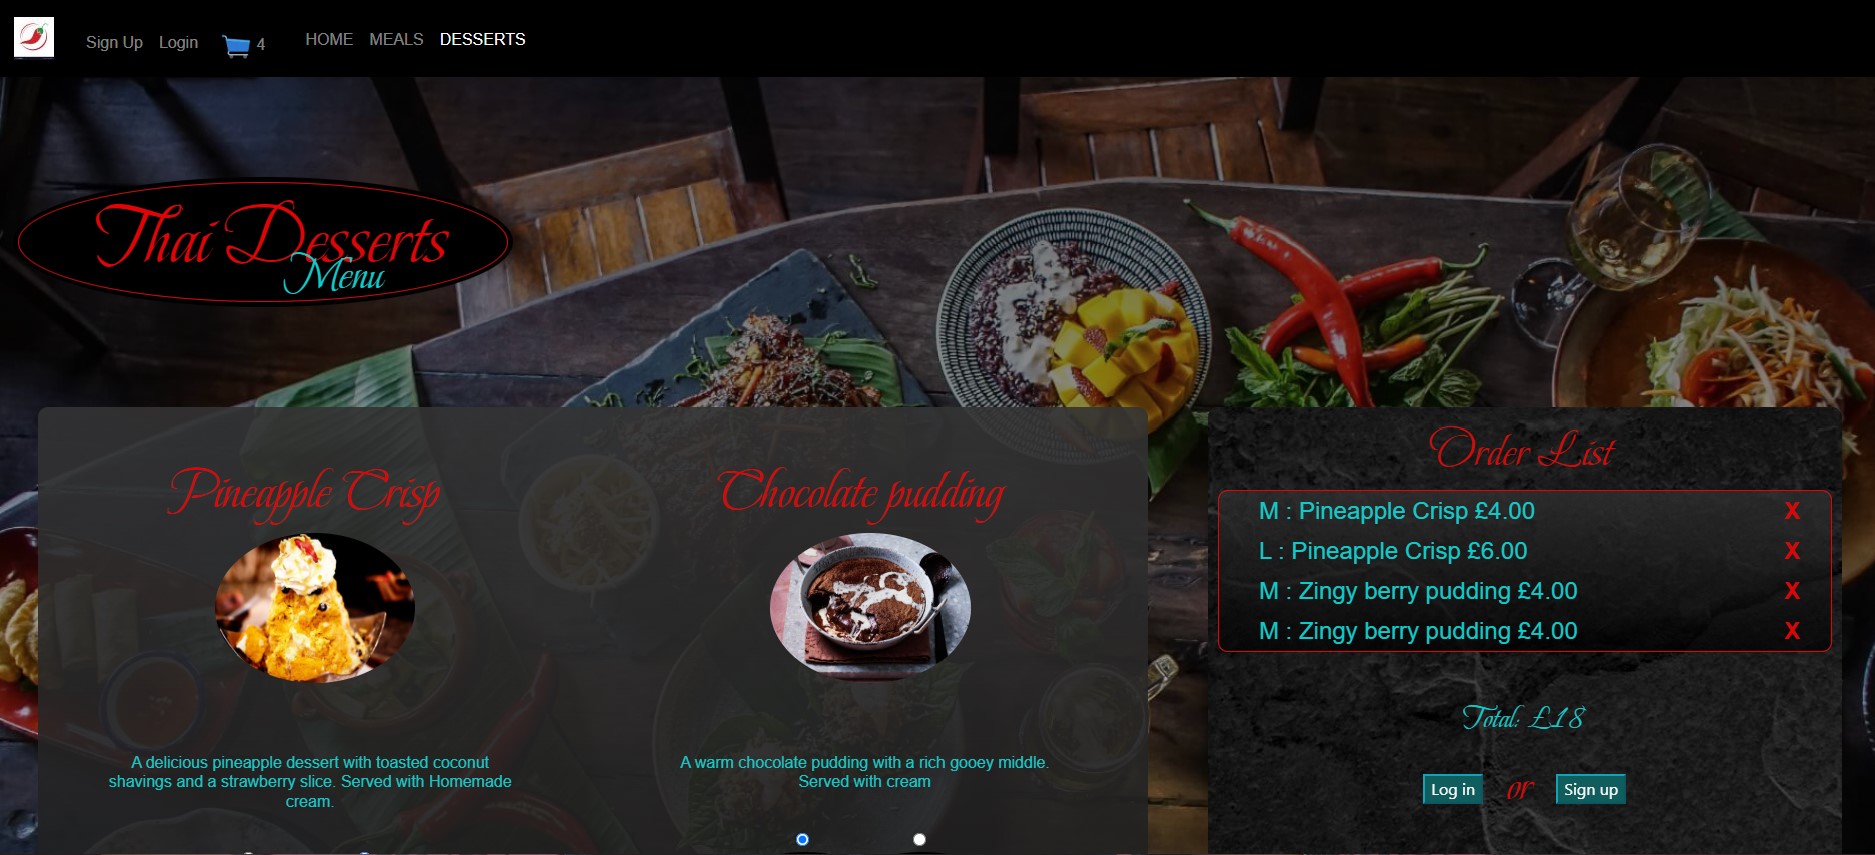 Sign Up Login 4 HOME MEALS DESSERTS
Thai Desserts
Menu
Pineapple Crisp
A delicious pineapple dessert with toasted coconut
shavings and a strawberry slice. Served with Homemade
cream.
Chocolate pudding
A warm chocolate pudding with a rich gooey middle.
Served with cream
Order List
M : Pineapple Crisp £4.00 X
L : Pineapple Crisp £6.00 X
M : Zingy berry pudding £4.00 X
M : Zingy berry pudding £4.00 X
Total: £18
Log in or Sign up